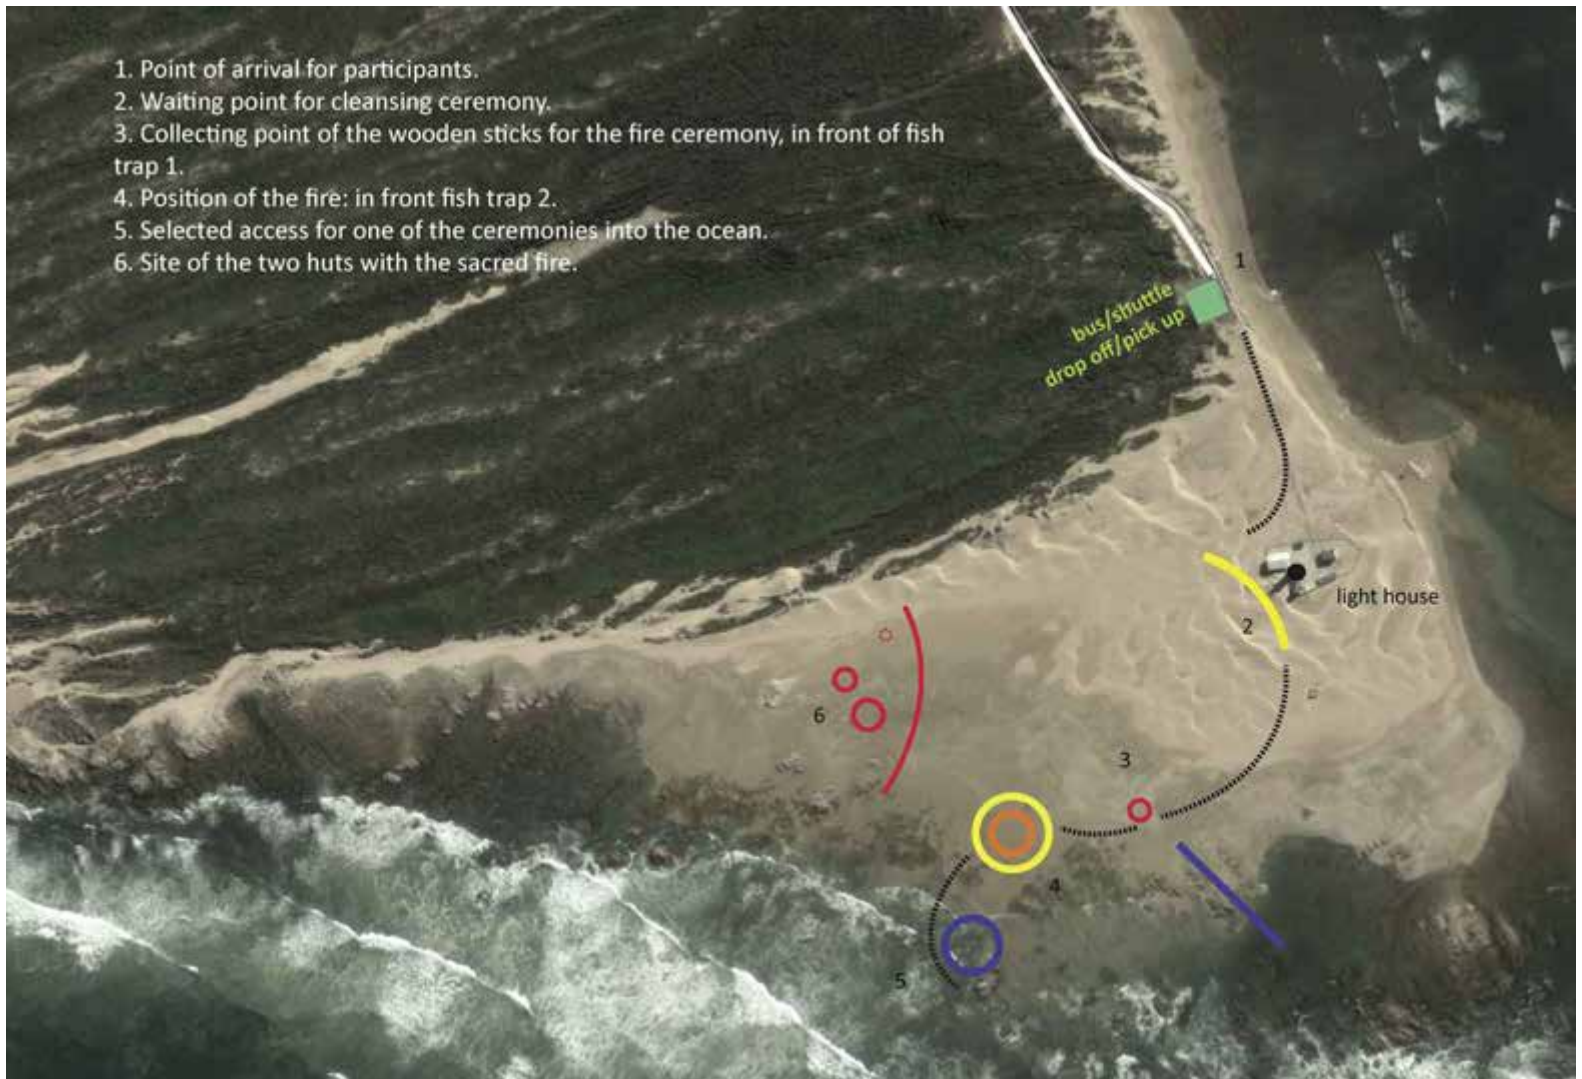 1. Point of arrival for participants.
2. Waiting point for cleansing ceremony.
3. Collecting point of the wooden sticks for the fire ceremony, in front of fish
trap 1.
4. Position of the fire: in front fish trap 2.
5. Selected access for one of the ceremonies into the ocean.
6. Site of the two huts with the sacred fire.
1
bus/shuttle
drop off/pick up
light house
2
6
3
4
5